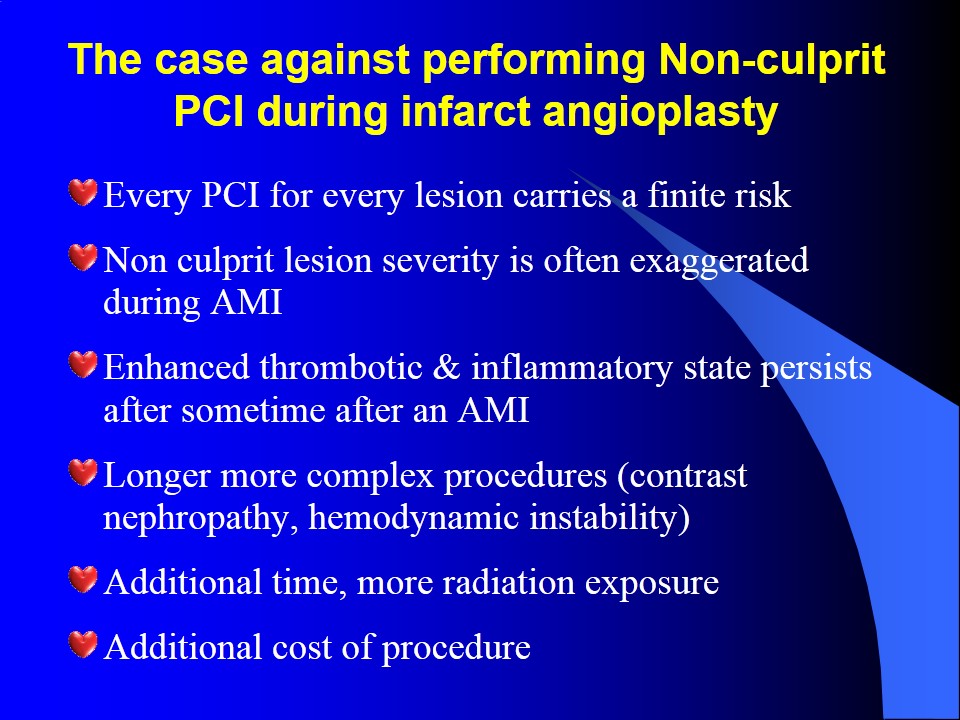 The case against performing Non-culprit
PCI during infarct angioplasty
Every PCI for every lesion carries a finite risk
Non culprit lesion severity is often exaggerated
during AMI
Enhanced thrombotic & inflammatory state persists
after sometime after an AMI
Longer more complex procedures (contrast
nephropathy, hemodynamic instability)
Additional time, more radiation exposure
Additional cost of procedure